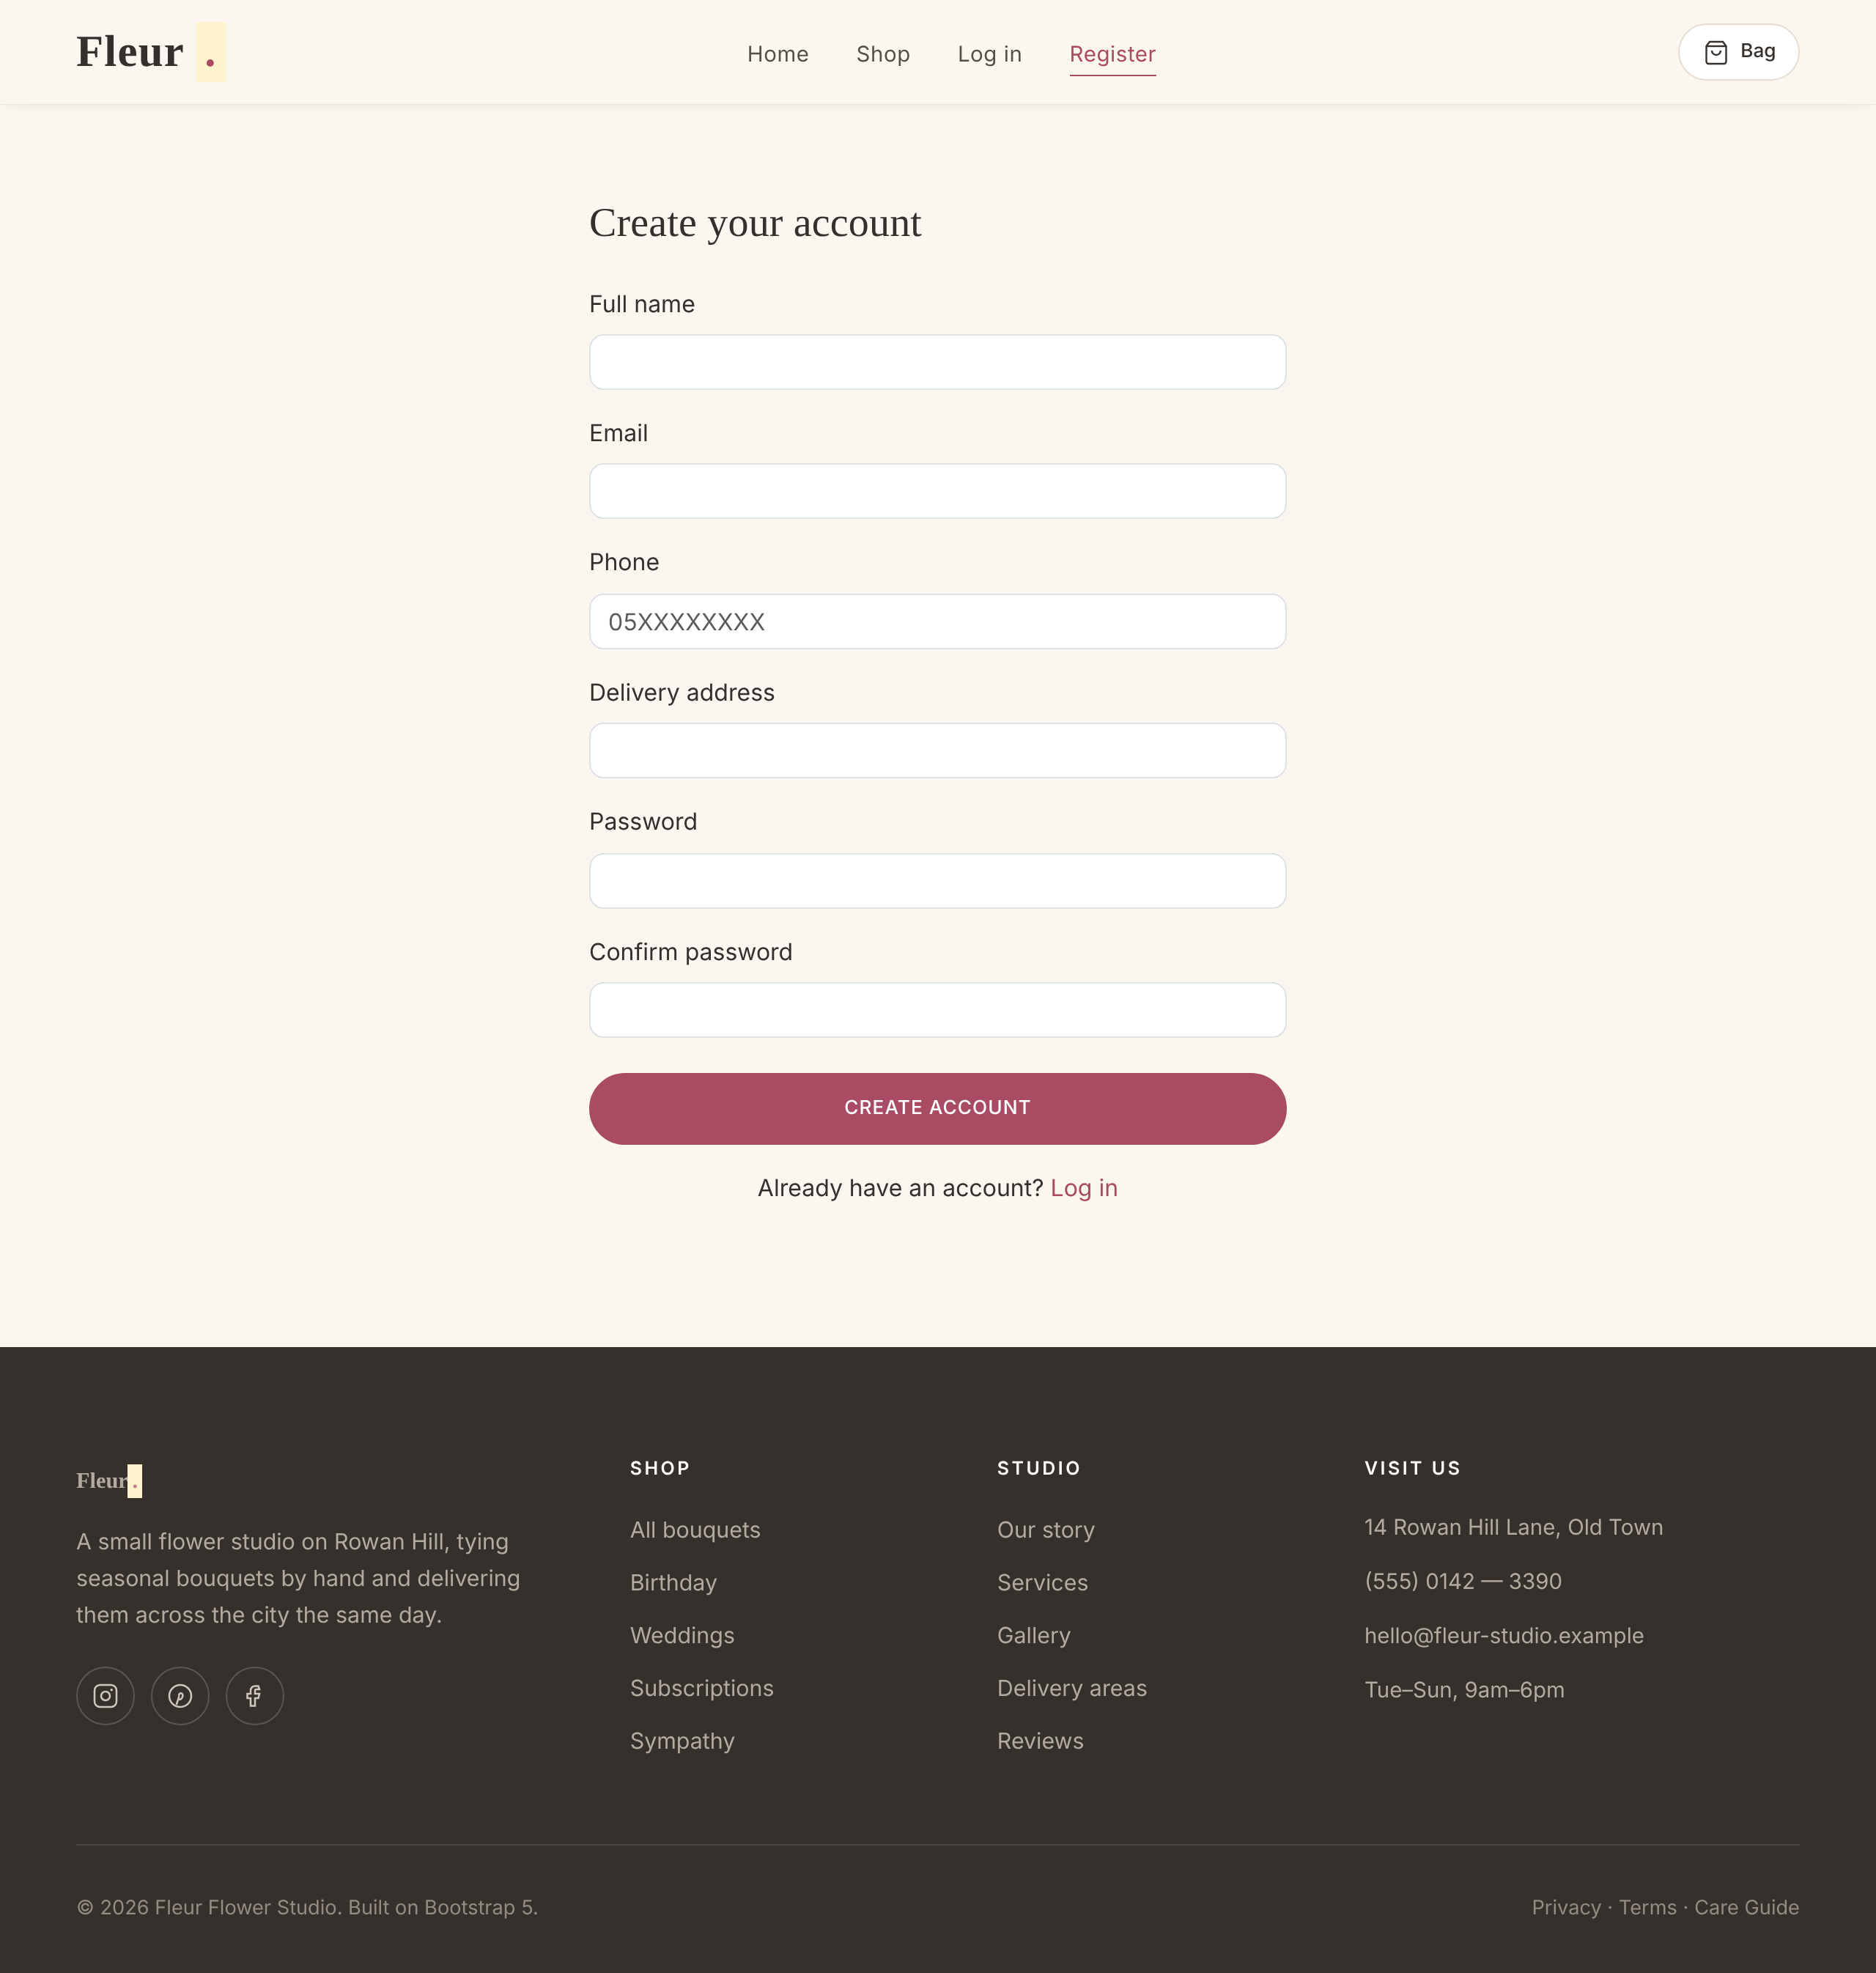 Fleur .
Home Shop Log in Register
Bag
Create your account
Full name
Email
Phone
05XXXXXXXX
Delivery address
Password
Confirm password
CREATE ACCOUNT
Already have an account? Log in
Fleur.
A small flower studio on Rowan Hill, tying
seasonal bouquets by hand and delivering
them across the city the same day.
SHOP
All bouquets
Birthday
Weddings
Subscriptions
Sympathy
STUDIO
Our story
Services
Gallery
Delivery areas
Reviews
VISIT US
14 Rowan Hill Lane, Old Town
(555) 0142 — 3390
hello@fleur-studio.example
Tue–Sun, 9am–6pm
© 2026 Fleur Flower Studio. Built on Bootstrap 5.
Privacy · Terms · Care Guide